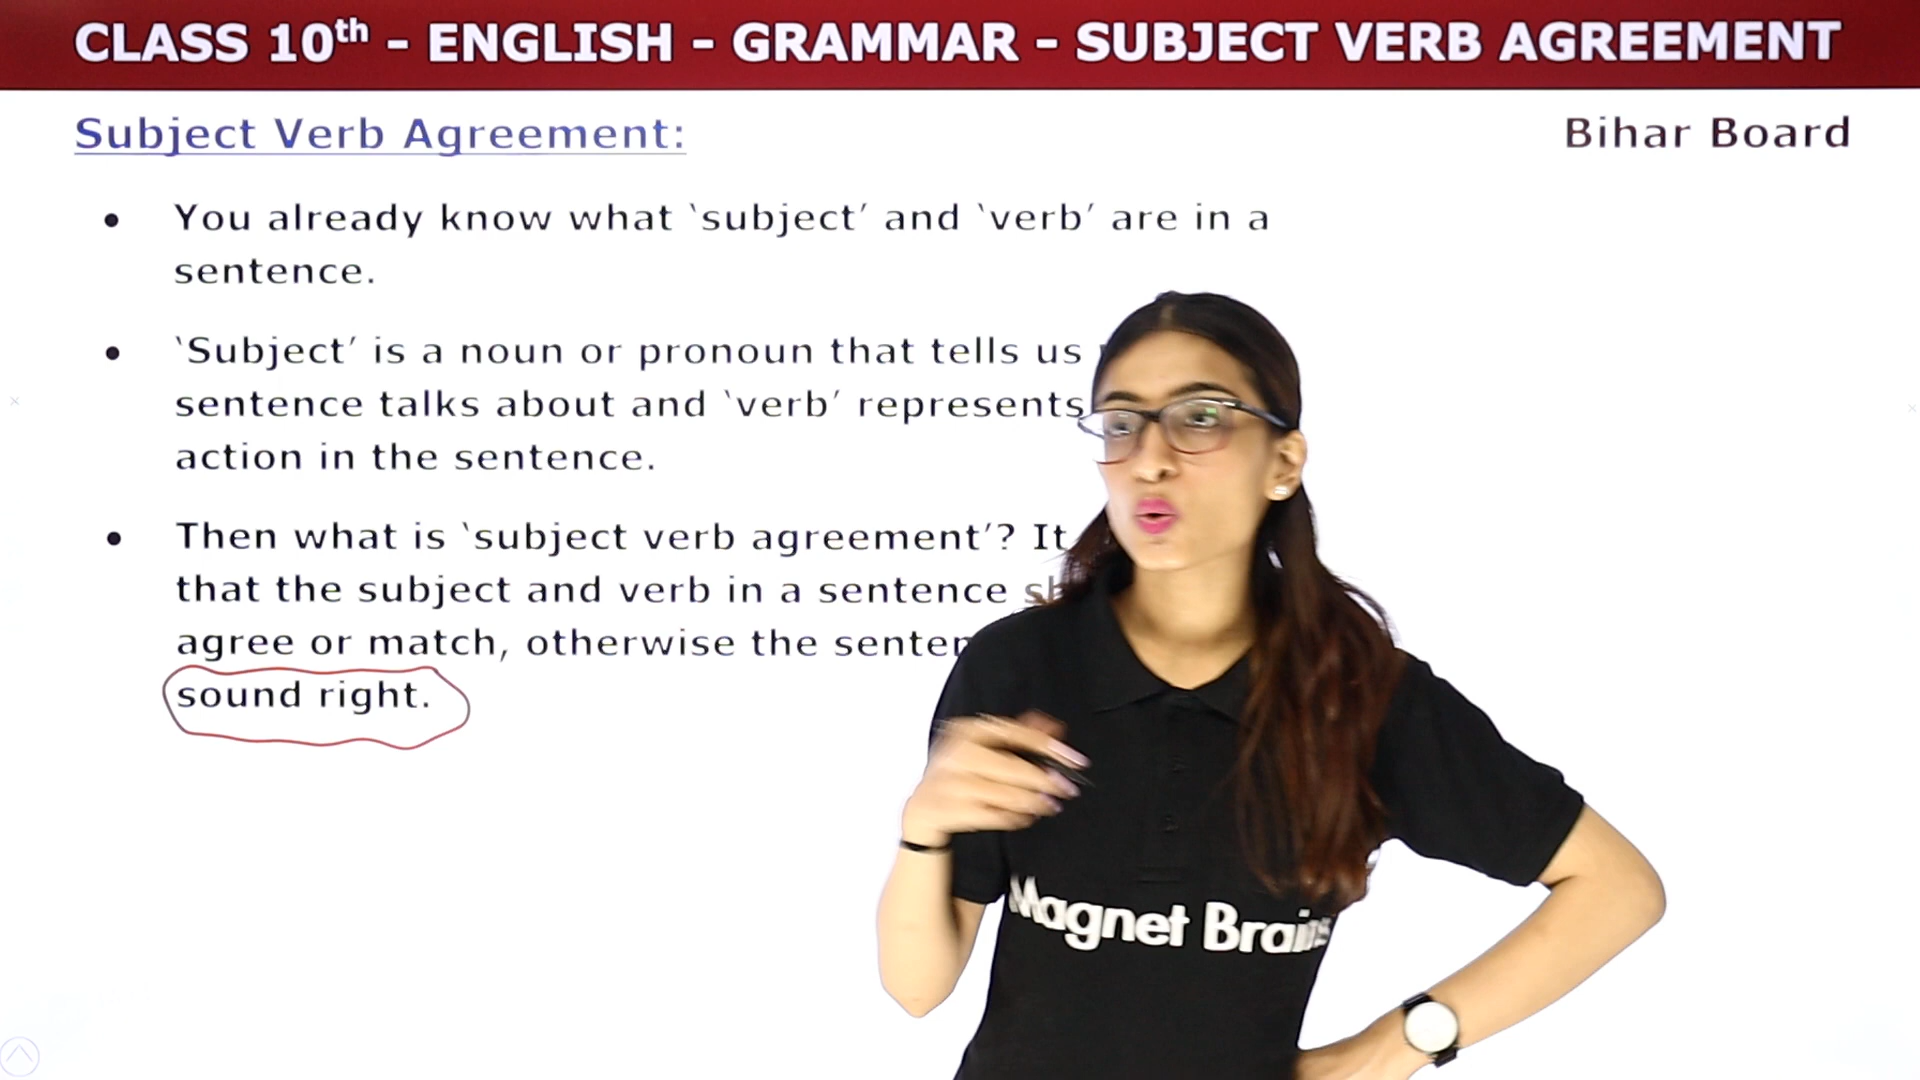 CLASS 10th - ENGLISH - GRAMMAR - SUBJECT VERB AGREEMENT
Subject Verb Agreement:
Bihar Board
• You already know what ‘subject’ and ‘verb’ are in a
sentence.
• ‘Subject’ is a noun or pronoun that tells us
sentence talks about and ‘verb’ represents
action in the sentence.
• Then what is ‘subject verb agreement’? It
that the subject and verb in a sentence
agree or match, otherwise the
sound right.
Magnet Brains